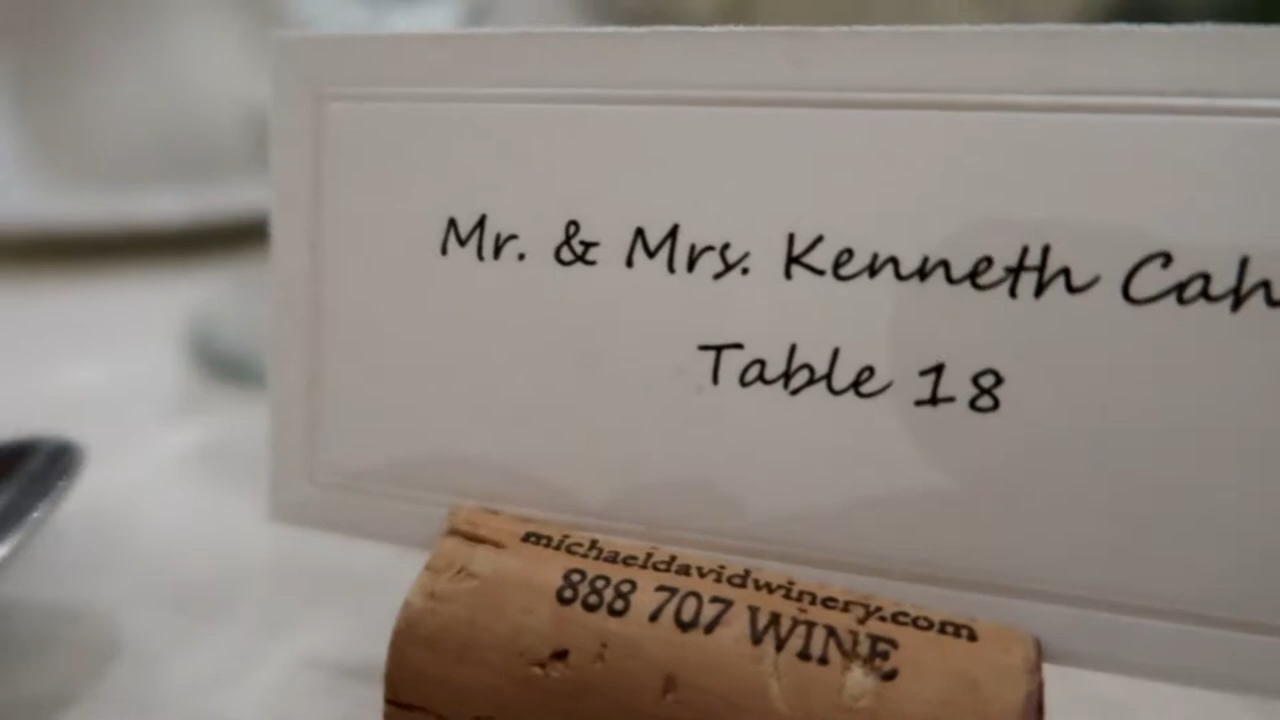 Mr. & Mrs. Kenneth Cah
Table 18
michaeldavidwinery.com
888 707 WINE